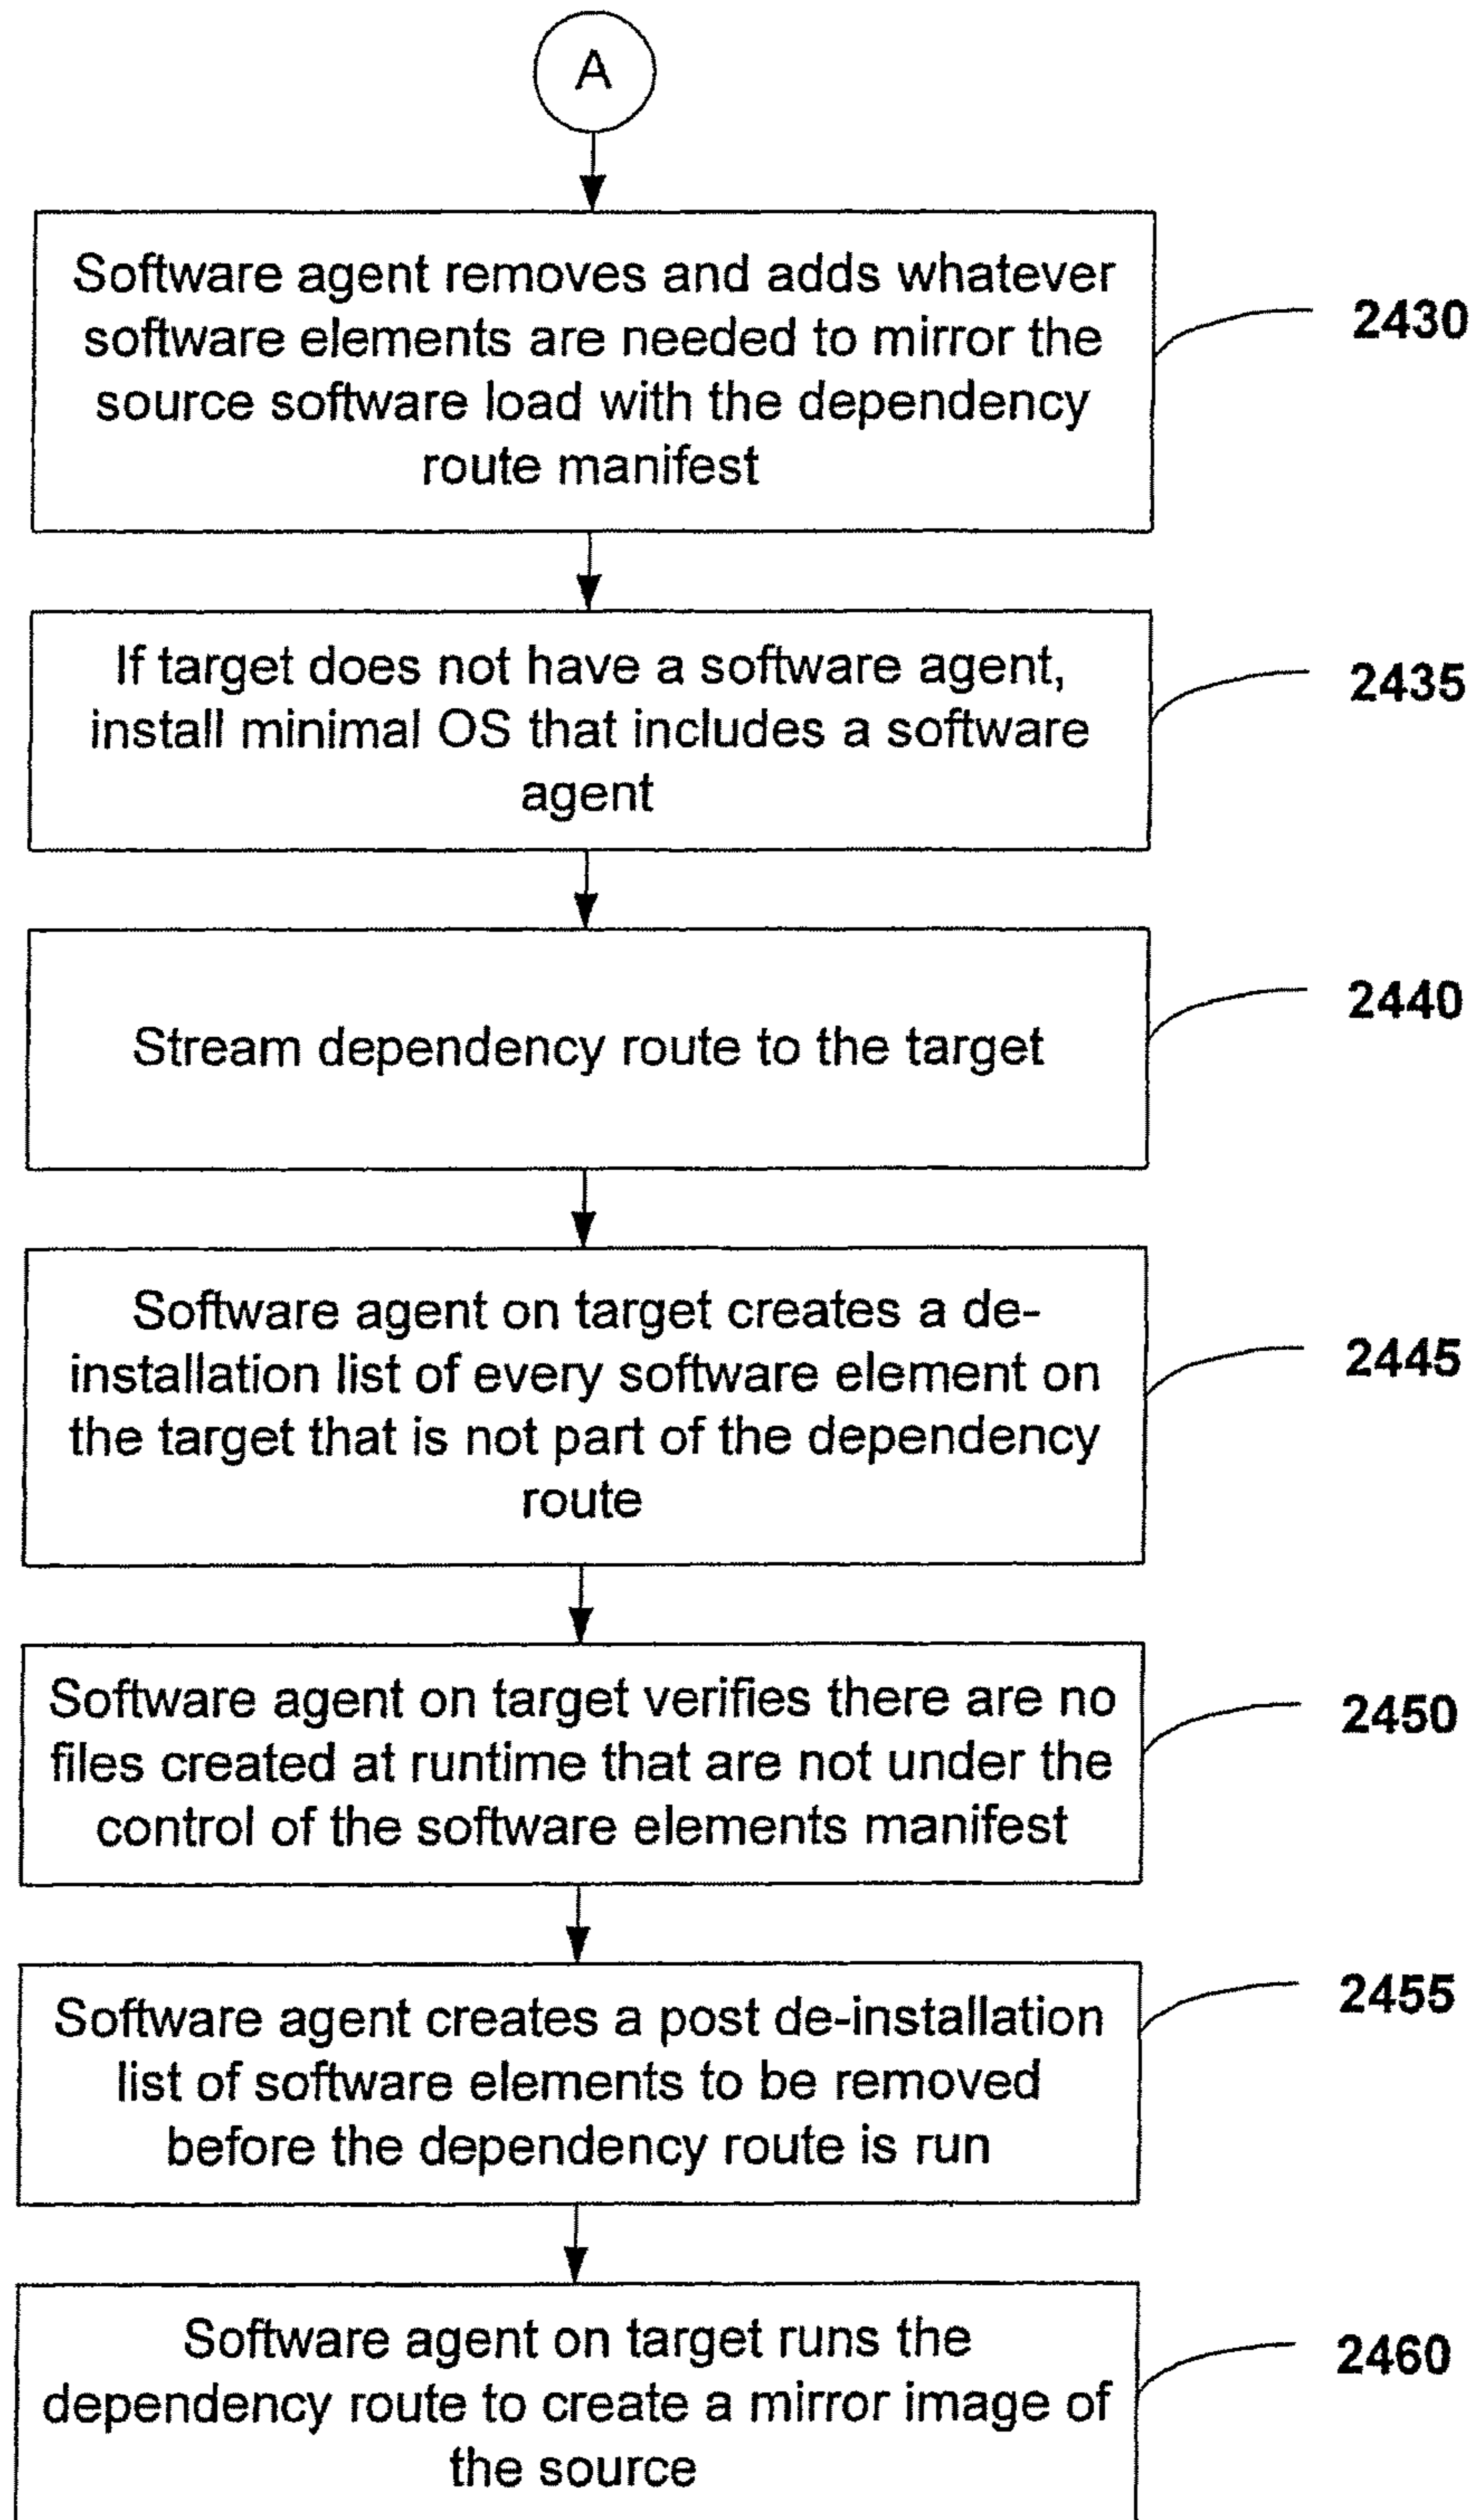 A
Software agent removes and adds whatever
software elements are needed to mirror the
source software load with the dependency
route manifest
2430
If target does not have a software agent,
install minimal OS that includes a software
agent
2435
Stream dependency route to the target
2440
Software agent on target creates a de-
installation list of every software element on
the target that is not part of the dependency
route
2445
Software agent on target verifies there are no
files created at runtime that are not under the
control of the software elements manifest
2450
Software agent creates a post de-installation
list of software elements to be removed
before the dependency route is run
2455
Software agent on target runs the
dependency route to create a mirror image of
the source
2460